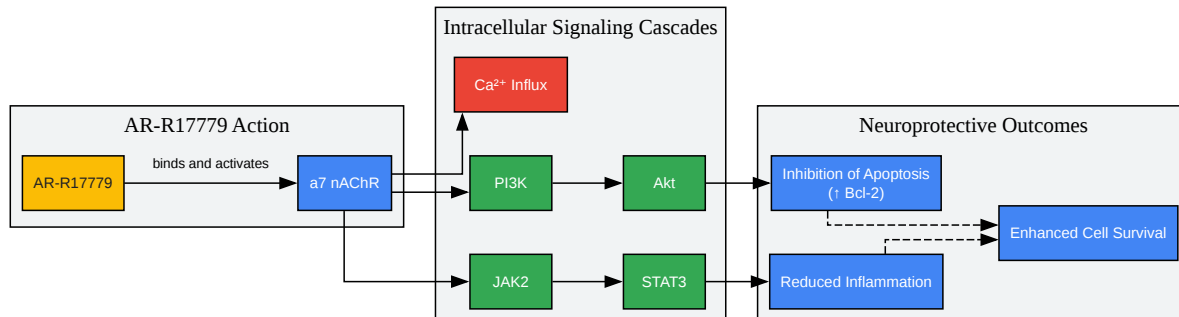 Intracellular Signaling Cascades
Ca²⁺ Influx
AR-R17779 Action
Neuroprotective Outcomes
binds and activates
AR-R17779
a7 nAChR
PI3K
Akt
Inhibition of Apoptosis
(↑ Bcl-2)
Enhanced Cell Survival
JAK2
STAT3
Reduced Inflammation